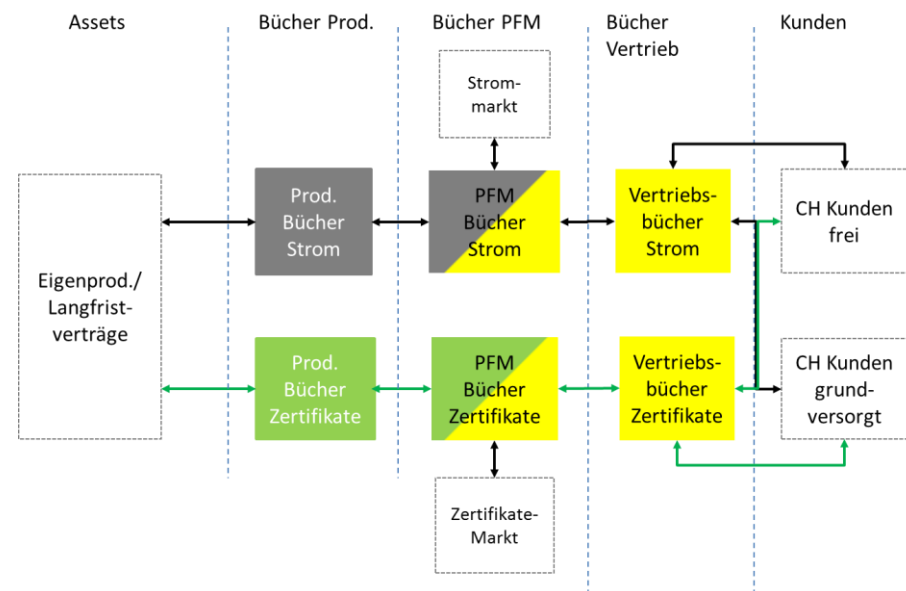 Assets
Bücher Prod.
Bücher PFM
Bücher
Vertrieb
Kunden
Strom-
markt
Eigenprod./
Langfrist-
verträge
Prod.
Bücher
Strom
PFM
Bücher
Strom
Vertriebs-
bücher
Strom
CH Kunden
frei
Prod.
Bücher
Zertifikate
PFM
Bücher
Zertifikate
Vertriebs-
bücher
Zertifikate
CH Kunden
grund-
versorgt
Zertifikate-
Markt